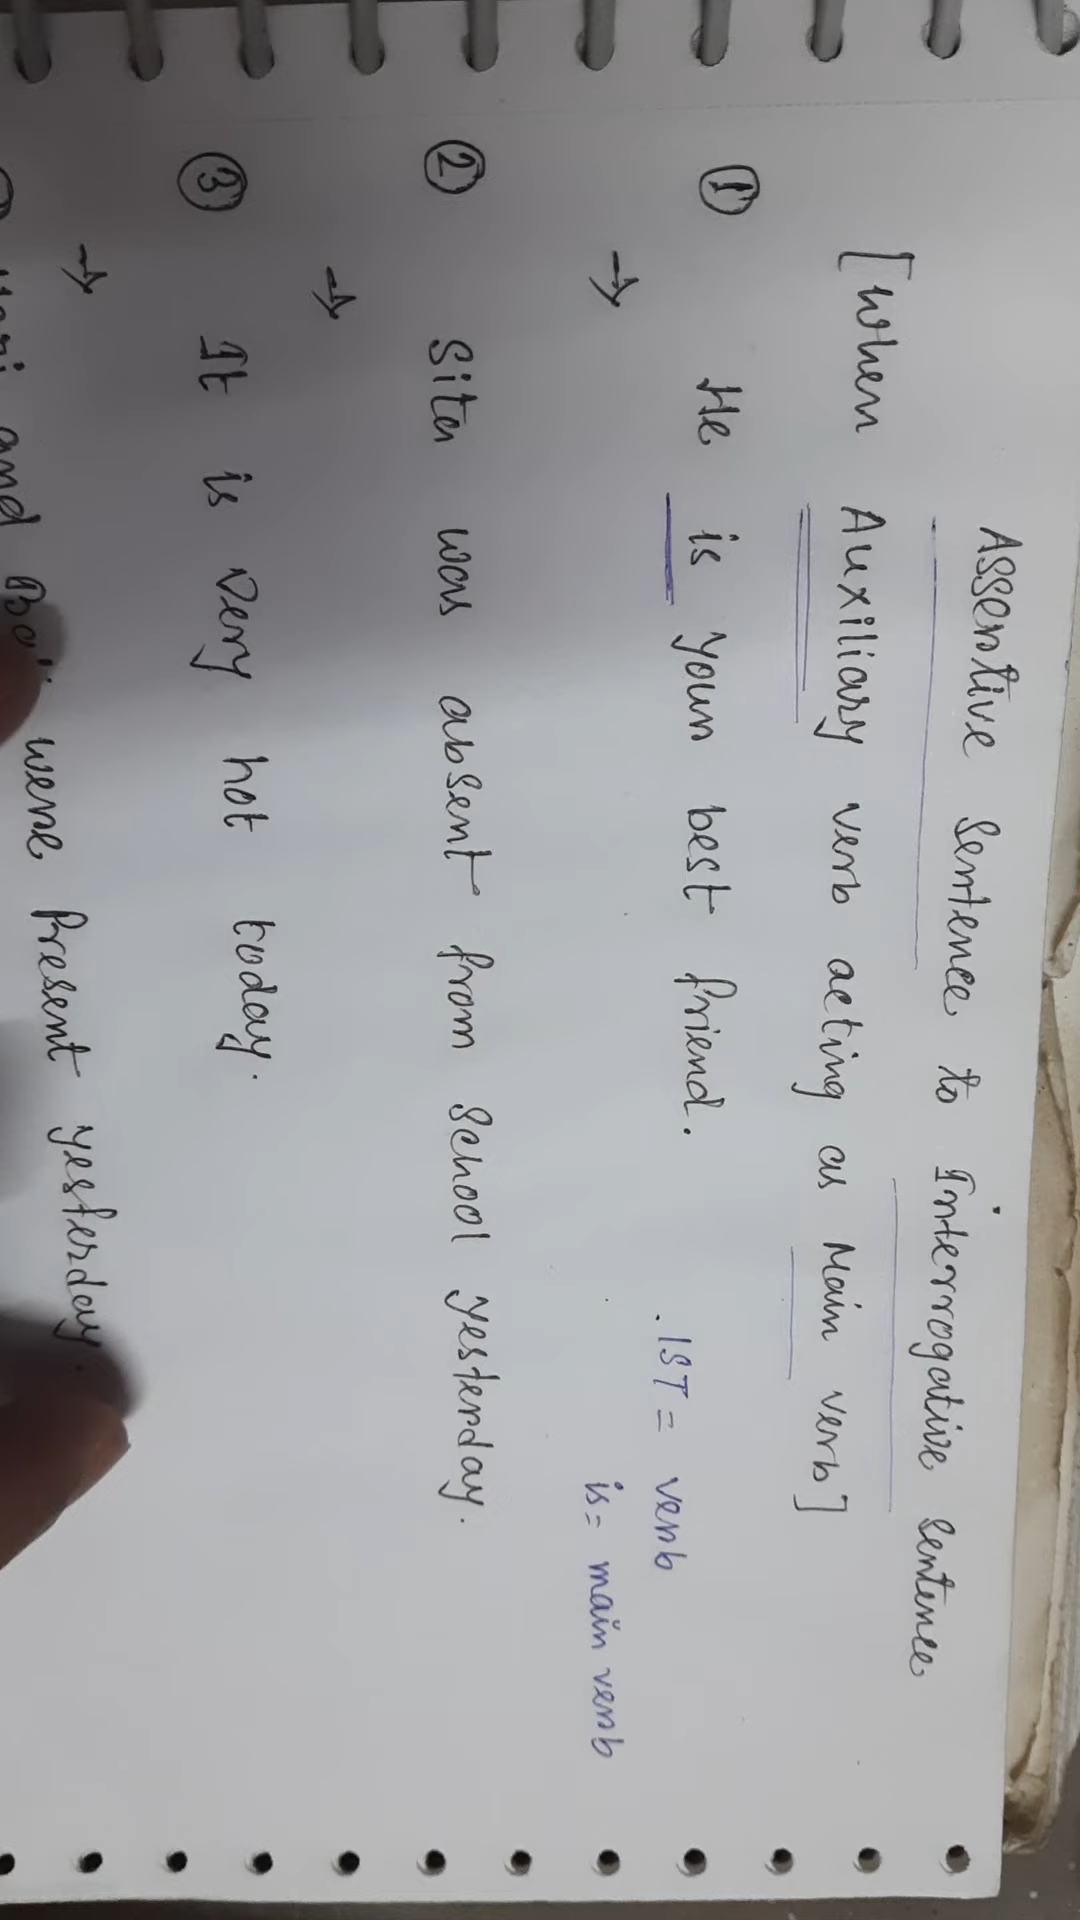 Assertive Sentence to Interrogative Sentence
[When Auxiliary verb acting as Main verb]
① He is your best friend.
. IST = verb
is = main verb
→
② Sita was absent from School yesterday.
→
③ It is very hot today.
→
and were Present yesterday.